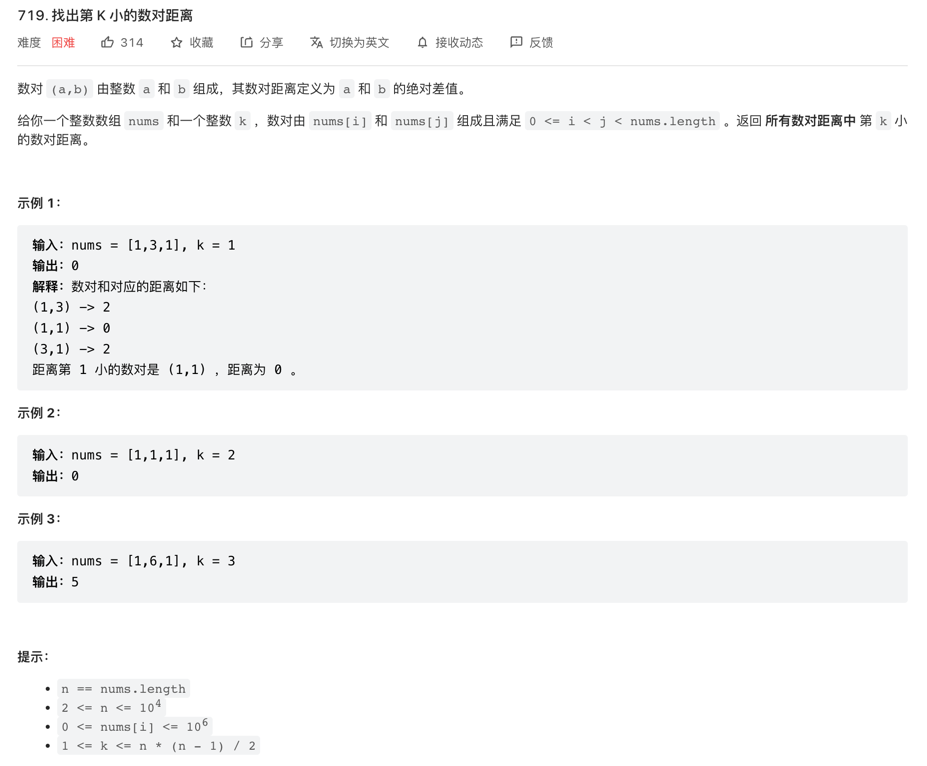 719. 找出第 K 小的数对距离
难度 困难 314 收藏 分享 切换为英文 接收动态 反馈
数对 (a,b) 由整数 a 和 b 组成，其数对距离定义为 a 和 b 的绝对差值。
给你一个整数数组 nums 和一个整数 k ，数对由 nums[i] 和 nums[j] 组成且满足 0 <= i < j < nums.length 。返回 所有数对距离中 第 k 小
的数对距离。
示例 1：
输入：nums = [1,3,1], k = 1
输出：0
解释：数对和对应的距离如下：
(1,3) -> 2
(1,1) -> 0
(3,1) -> 2
距离第 1 小的数对是 (1,1) ，距离为 0 。
示例 2：
输入：nums = [1,1,1], k = 2
输出：0
示例 3：
输入：nums = [1,6,1], k = 3
输出：5
提示：
• n == nums.length
• 2 <= n <= 10⁴
• 0 <= nums[i] <= 10⁶
• 1 <= k <= n * (n - 1) / 2